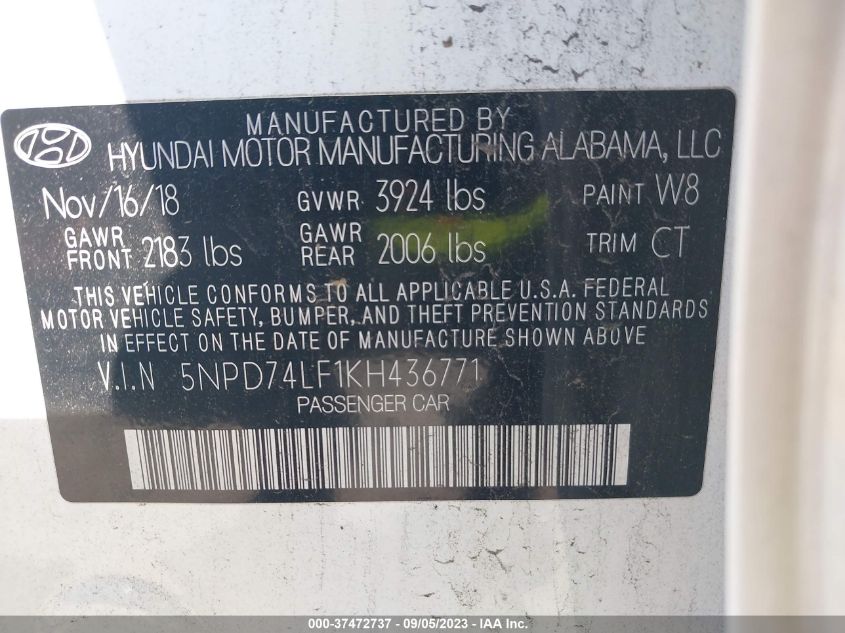 MANUFACTURED BY
HYUNDAI MOTOR MANUFACTURING ALABAMA, LLC
Nov/16/18 GVWR 3924 lbs PAINT W8
GAWR FRONT 2183 lbs GAWR REAR 2006 lbs TRIM CT
THIS VEHICLE CONFORMS TO ALL APPLICABLE U.S.A. FEDERAL
MOTOR VEHICLE SAFETY, BUMPER, AND THEFT PREVENTION STANDARDS
IN EFFECT ON THE DATE OF MANUFACTURE SHOWN ABOVE
V.I.N 5NPD74LF1KH436771
PASSENGER CAR
000-37472737 - 09/05/2023 - IAA Inc.